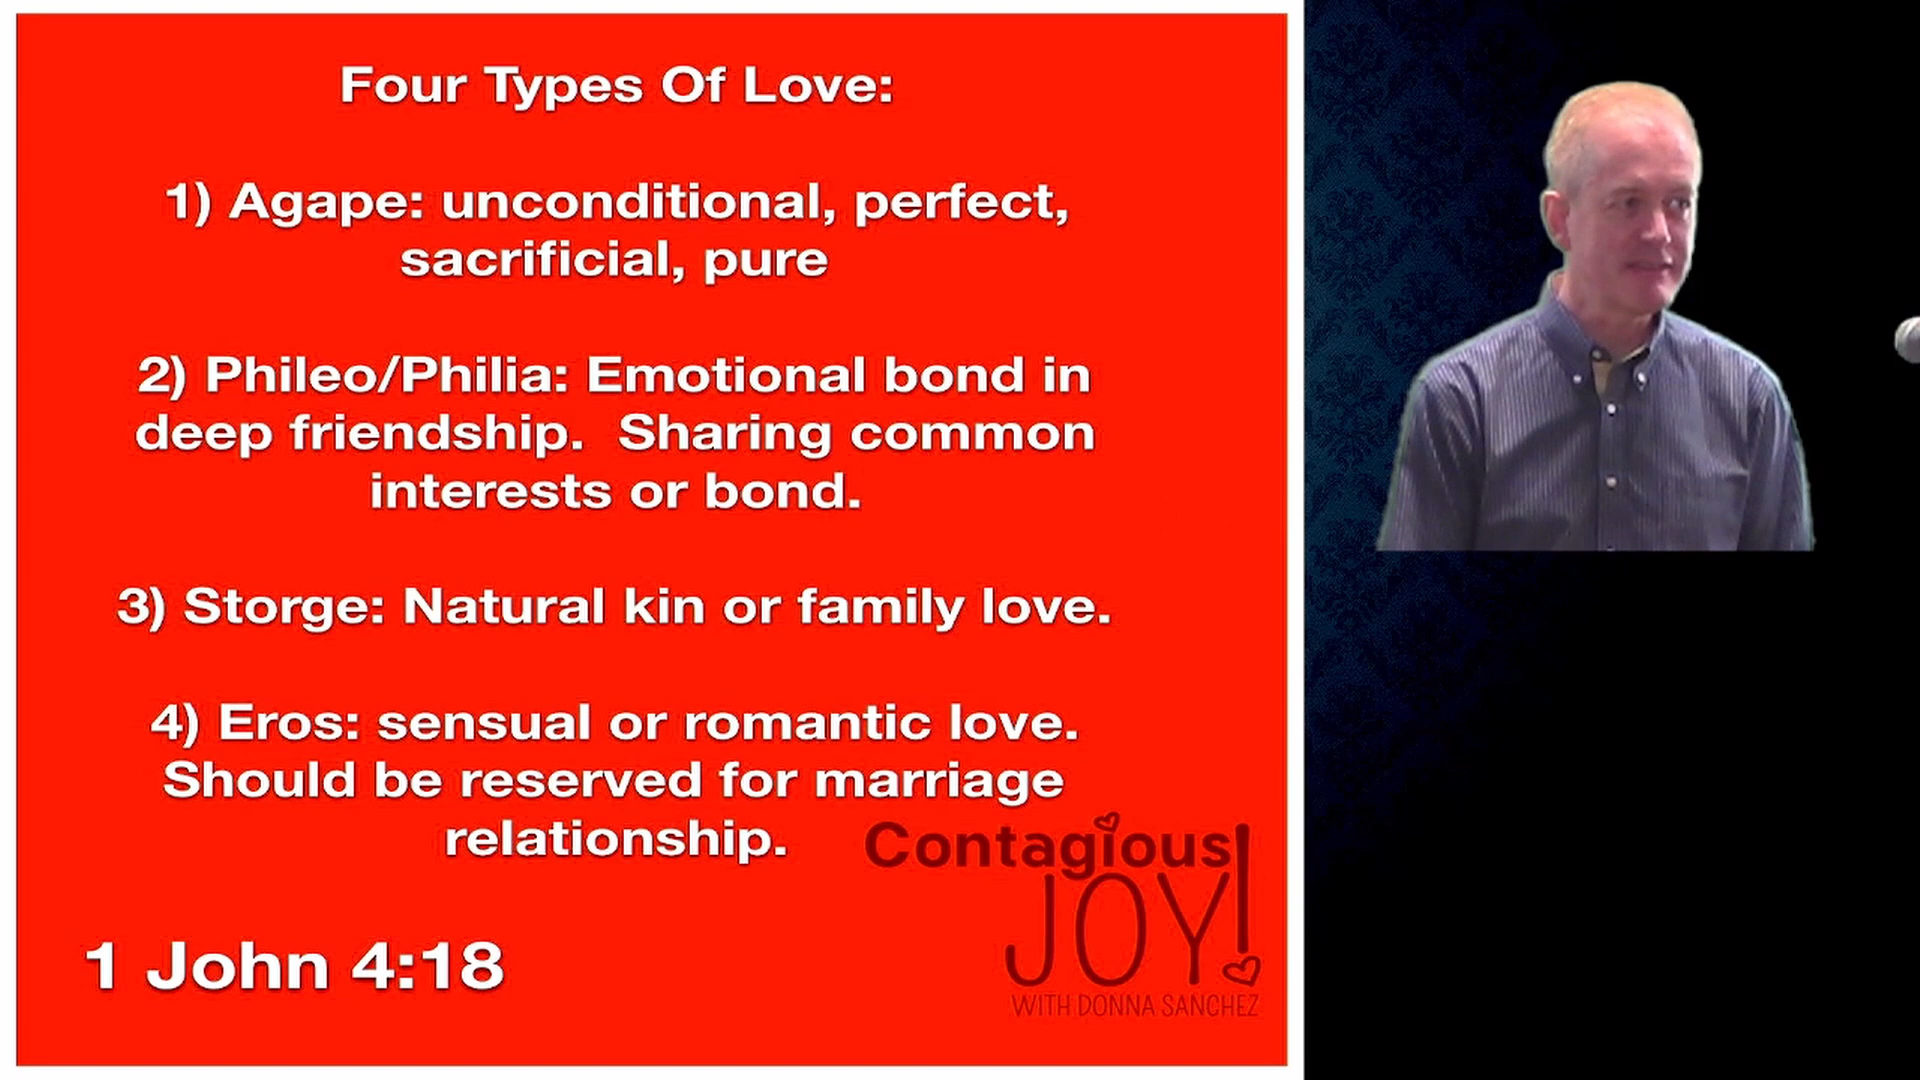 Four Types Of Love:
1) Agape: unconditional, perfect,
sacrificial, pure
2) Phileo/Philia: Emotional bond in
deep friendship.  Sharing common
interests or bond.
3) Storge: Natural kin or family love.
4) Eros: sensual or romantic love.
Should be reserved for marriage
relationship.
Contagious
JOY!
WITH DONNA SANCHEZ
1 John 4:18